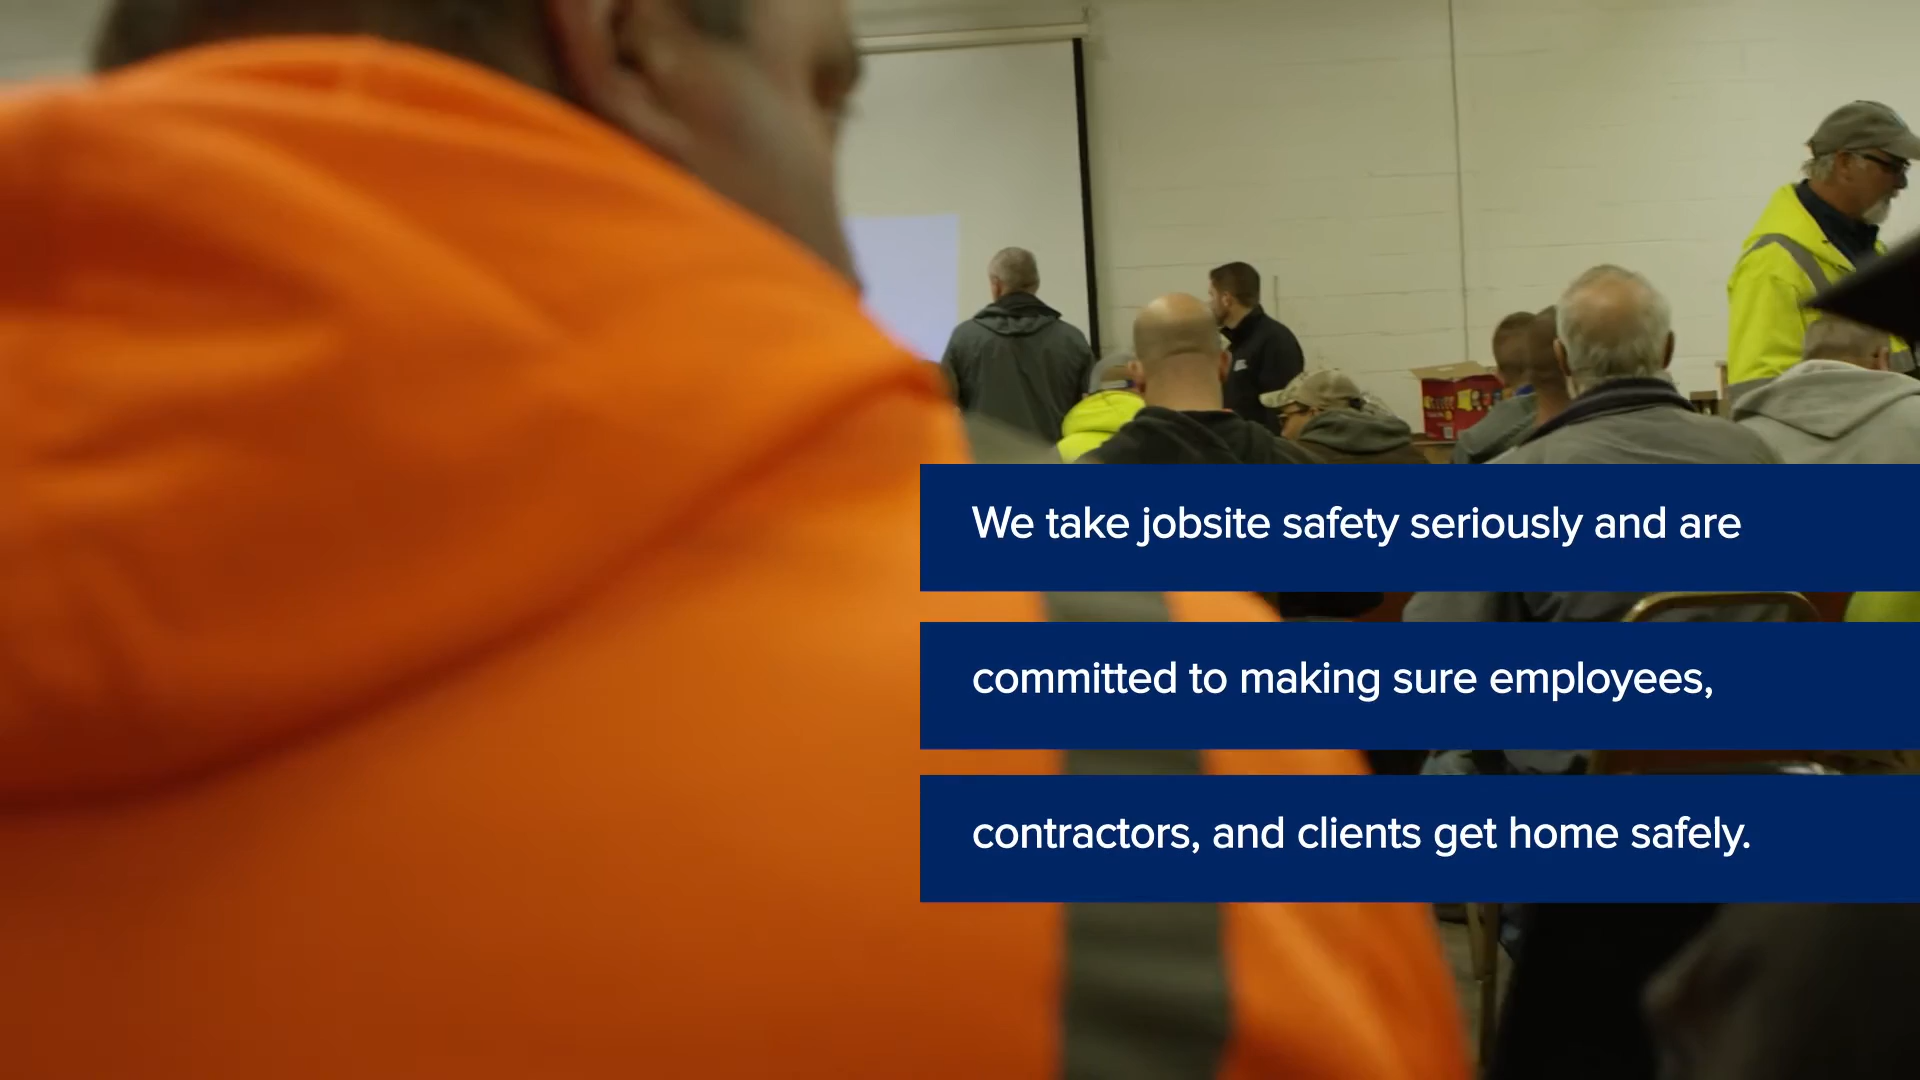 We take jobsite safety seriously and are
committed to making sure employees,
contractors, and clients get home safely.